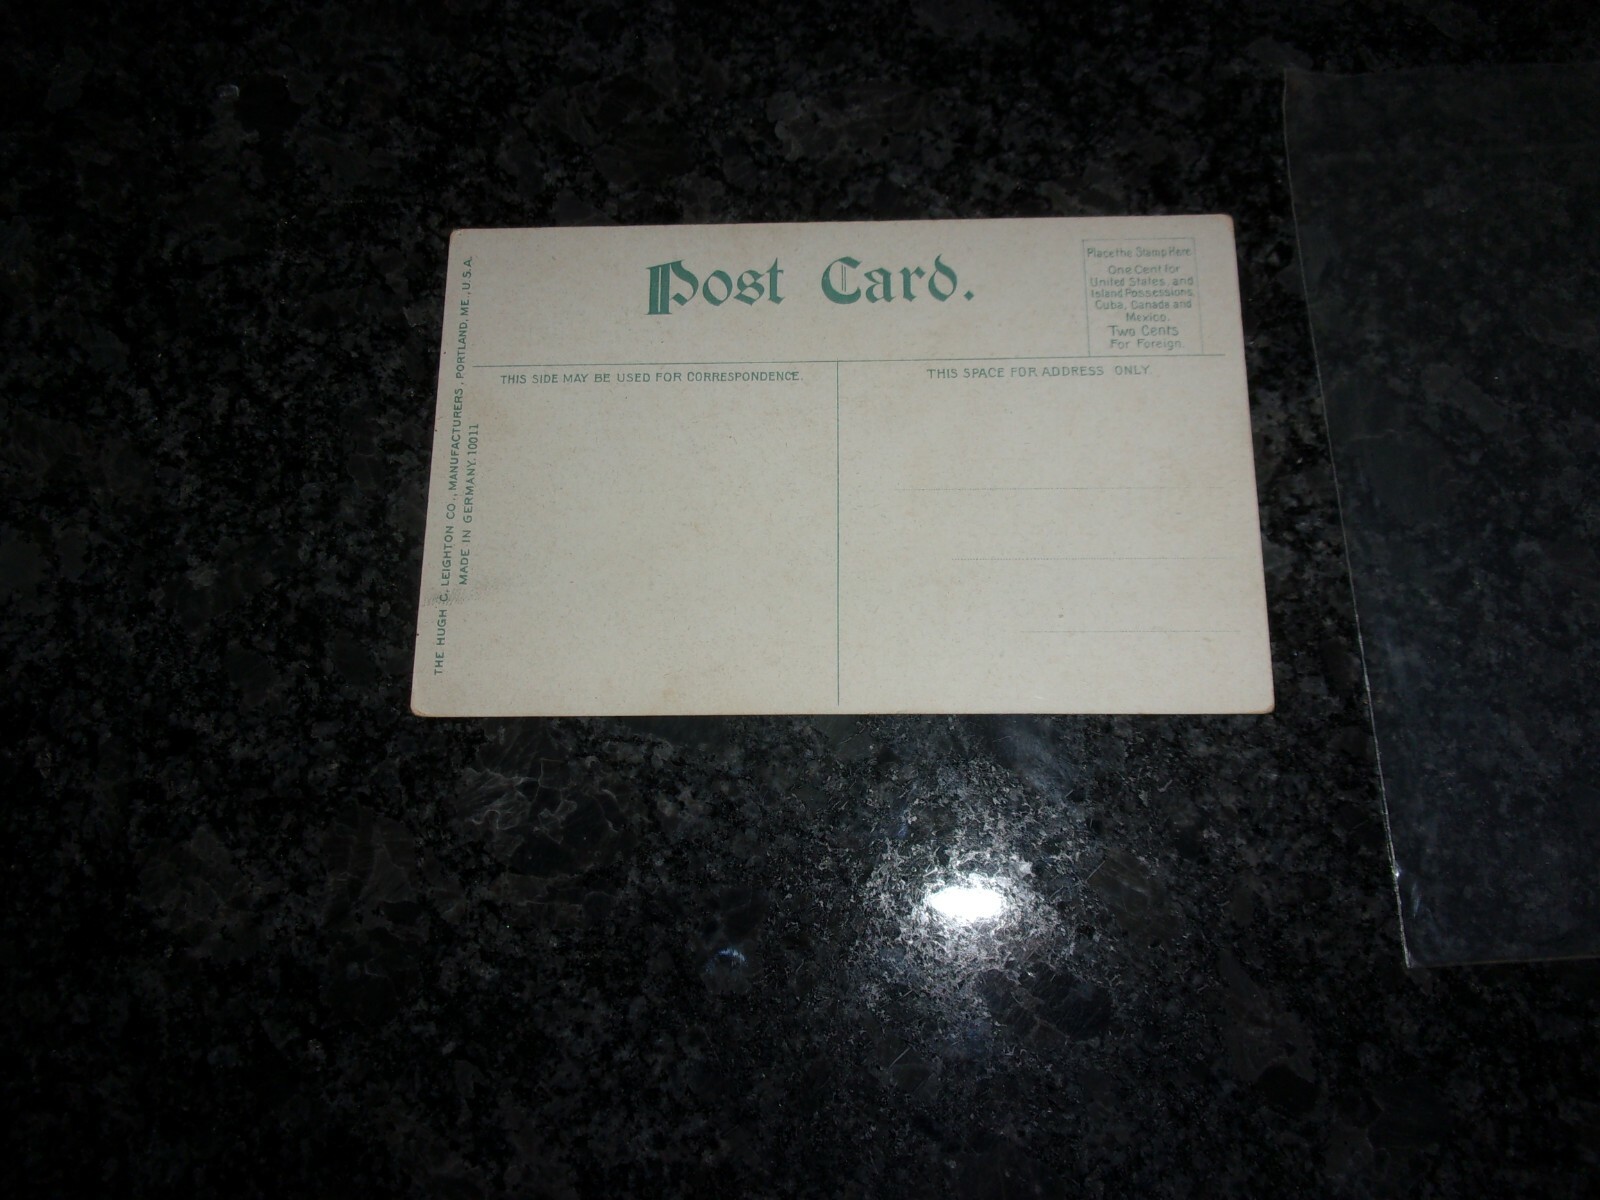 Post Card.
Place the Stamp Here
One Cent for
United States, and
Island Possessions
Cuba, Canada and
Mexico.
Two Cents
For Foreign.
THIS SIDE MAY BE USED FOR CORRESPONDENCE.
THIS SPACE FOR ADDRESS ONLY.
THE HUGH C. LEIGHTON CO., MANUFACTURERS, PORTLAND, ME., U.S.A.
MADE IN GERMANY. 10011